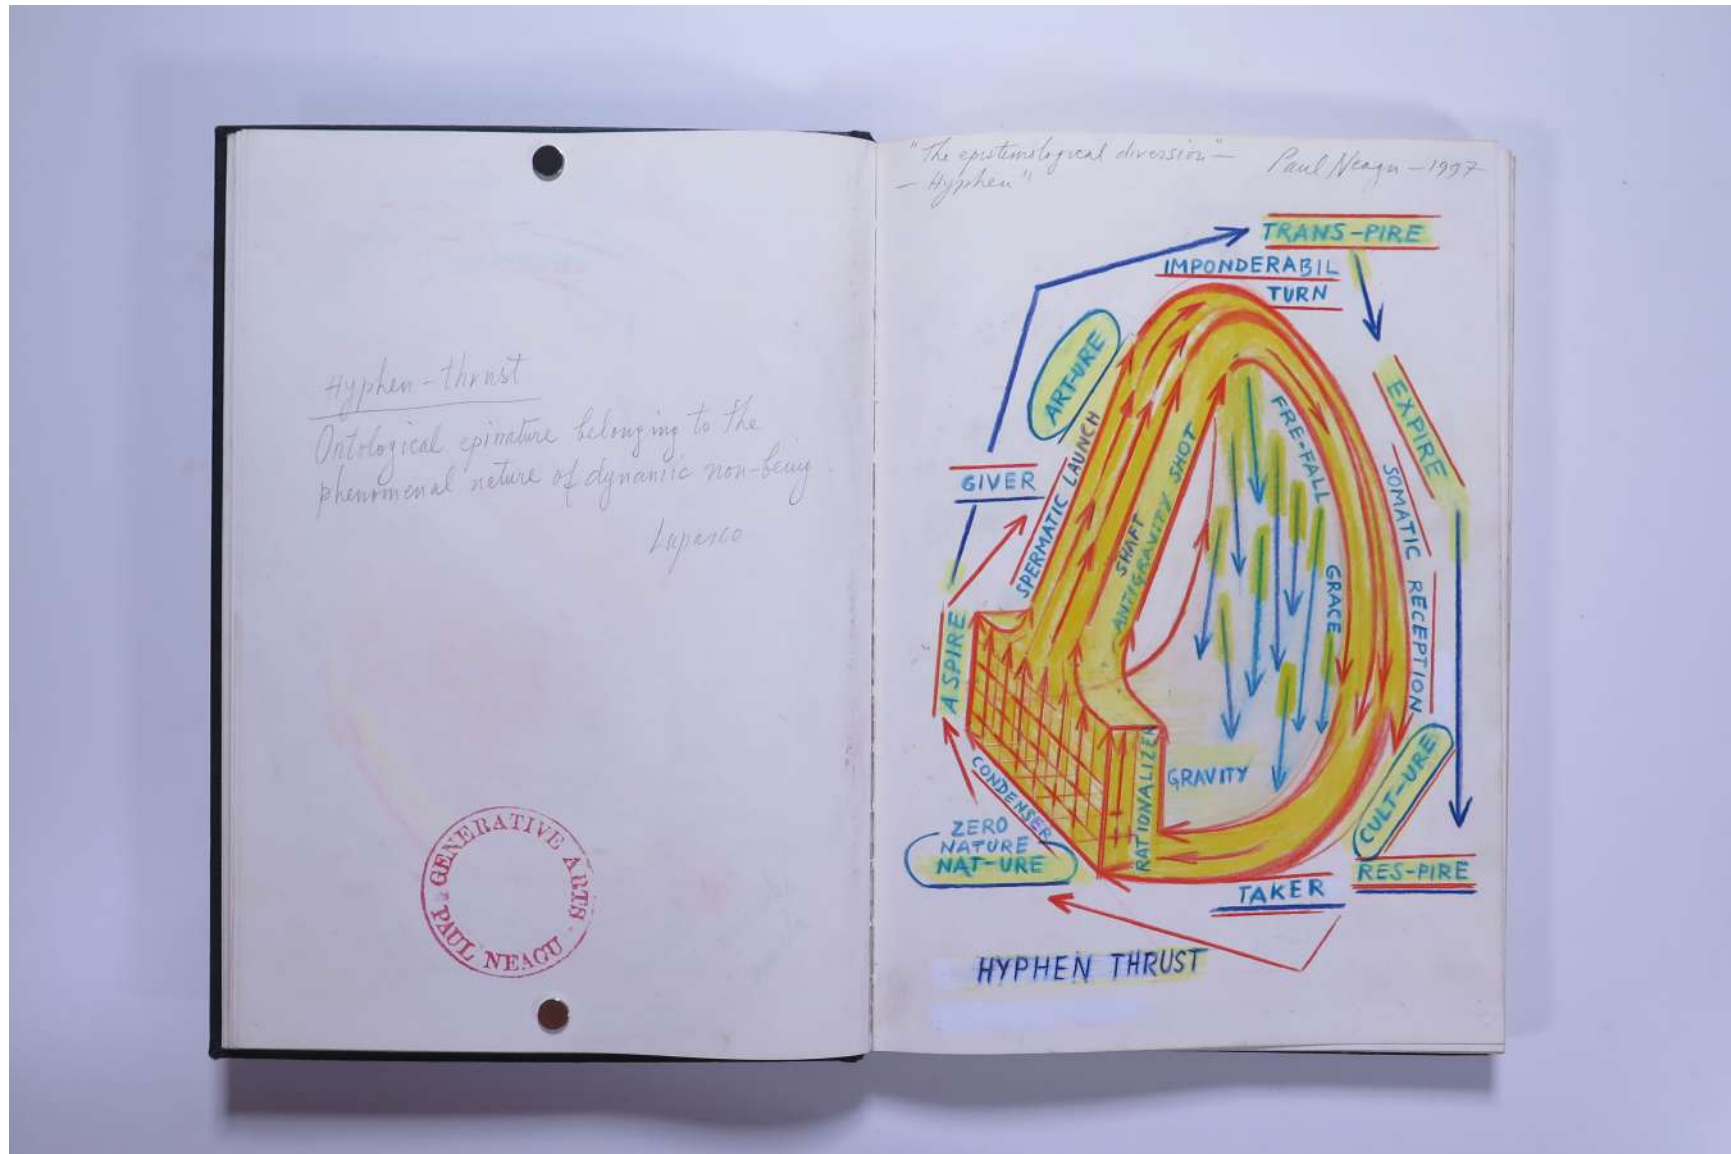 Hyphen-thrust
Ontological epinature belonging to the
phenomenal nature of dynamic non-being.
Lupasco
GENERATIVE ARTS
PAUL NEAGU
"The epistemological diversion"-
- Hyphen"
Paul Neagu - 1997
TRANS-PIRE
IMPONDERABIL
TURN
ART-URE
EXPIRE
GIVER
SPERMATIC LAUNCH
SHAFT
ANTIGRAVITY SHOT
FRE-FALL
GRACE
SOMATIC RECEPTION
ASPIRE
CONDENSER
RATIONALIZER
GRAVITY
CULT-URE
ZERO
NATURE
NAT-URE
RES-PIRE
TAKER
HYPHEN THRUST